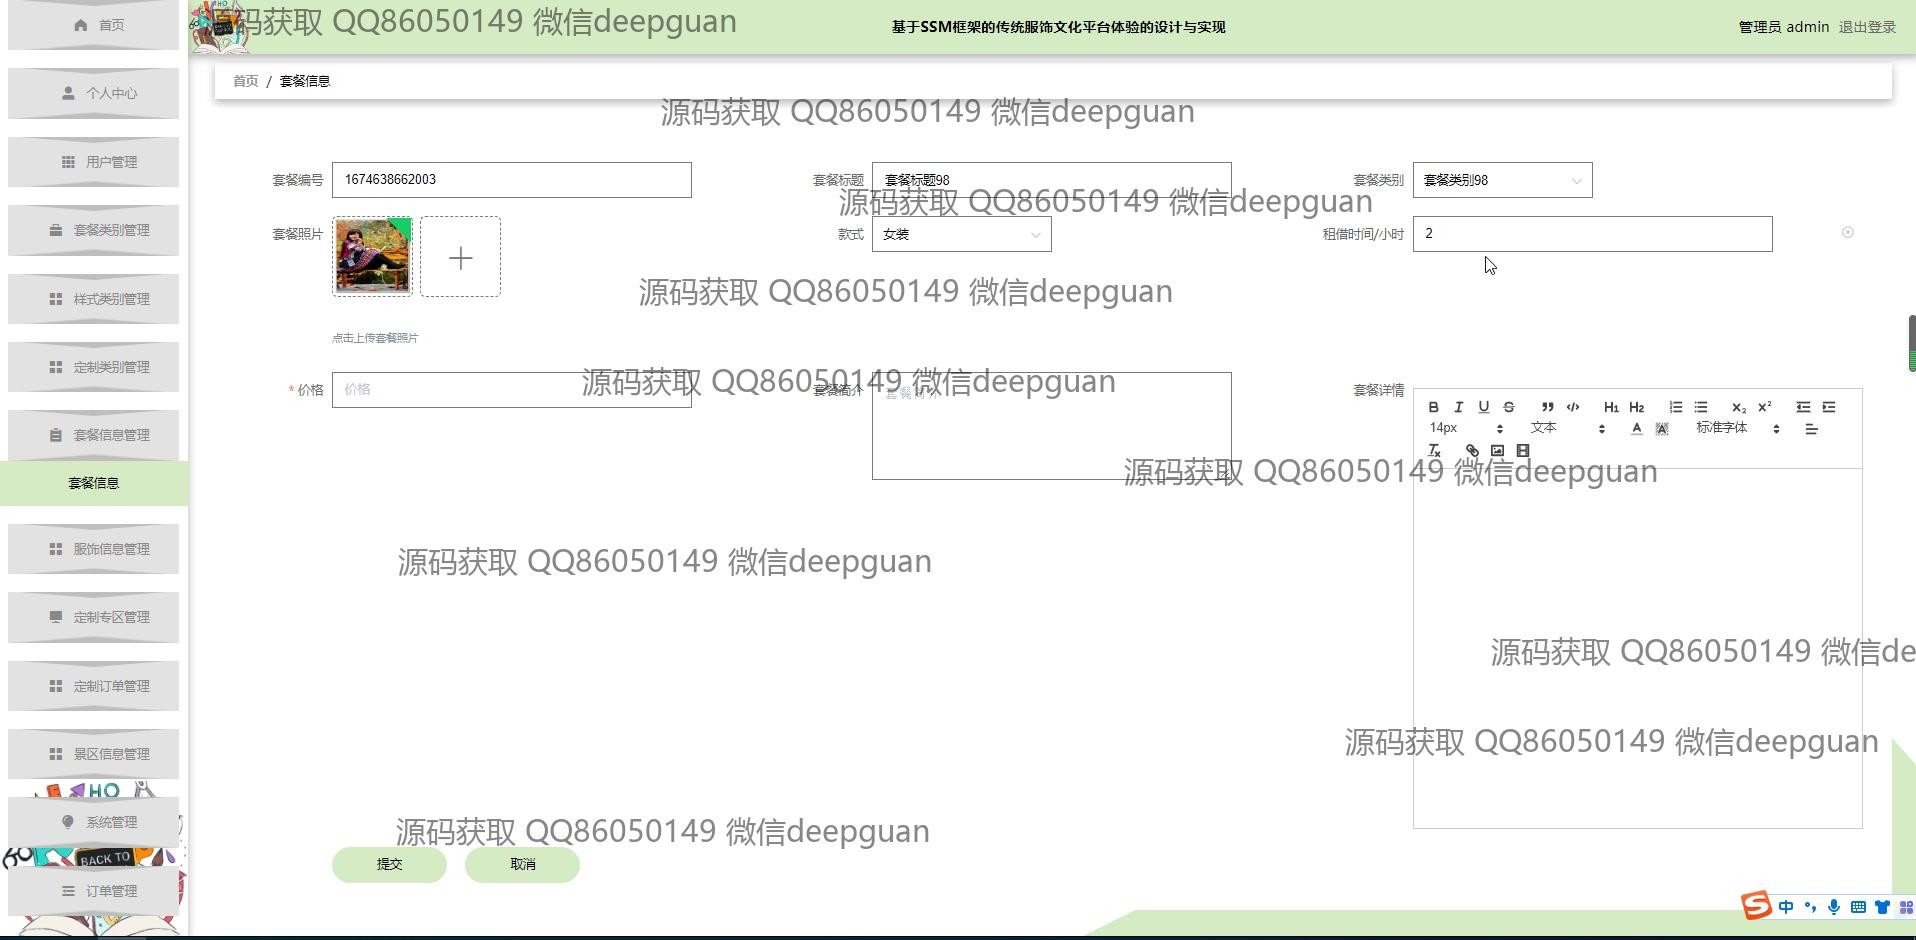 首页
个人中心
用户管理
套餐类别管理
样式类别管理
定制类别管理
套餐信息管理
套餐信息
服饰信息管理
定制专区管理
定制订单管理
景区信息管理
系统管理
订单管理
HO
BACK TO
源码获取 QQ86050149 微信deepguan
基于SSM框架的传统服饰文化平台体验的设计与实现
管理员 admin 退出登录
首页 / 套餐信息
源码获取 QQ86050149 微信deepguan
套餐编号 1674638662003 套餐标题 套餐标题98 套餐类别 套餐类别98
源码获取 QQ86050149 微信deepguan
套餐照片 款式 女装 租借时间/小时 2
源码获取 QQ86050149 微信deepguan
点击上传套餐照片
* 价格 价格 套餐简介 套餐简介 套餐详情
源码获取 QQ86050149 微信deepguan
B I U S H1 H2 x₂ x²
14px 文本 A A 标准字体
Tx
源码获取 QQ86050149 微信deepguan
源码获取 QQ86050149 微信deepguan
源码获取 QQ86050149 微信de
源码获取 QQ86050149 微信deepguan
源码获取 QQ86050149 微信deepguan
提交 取消
S 中